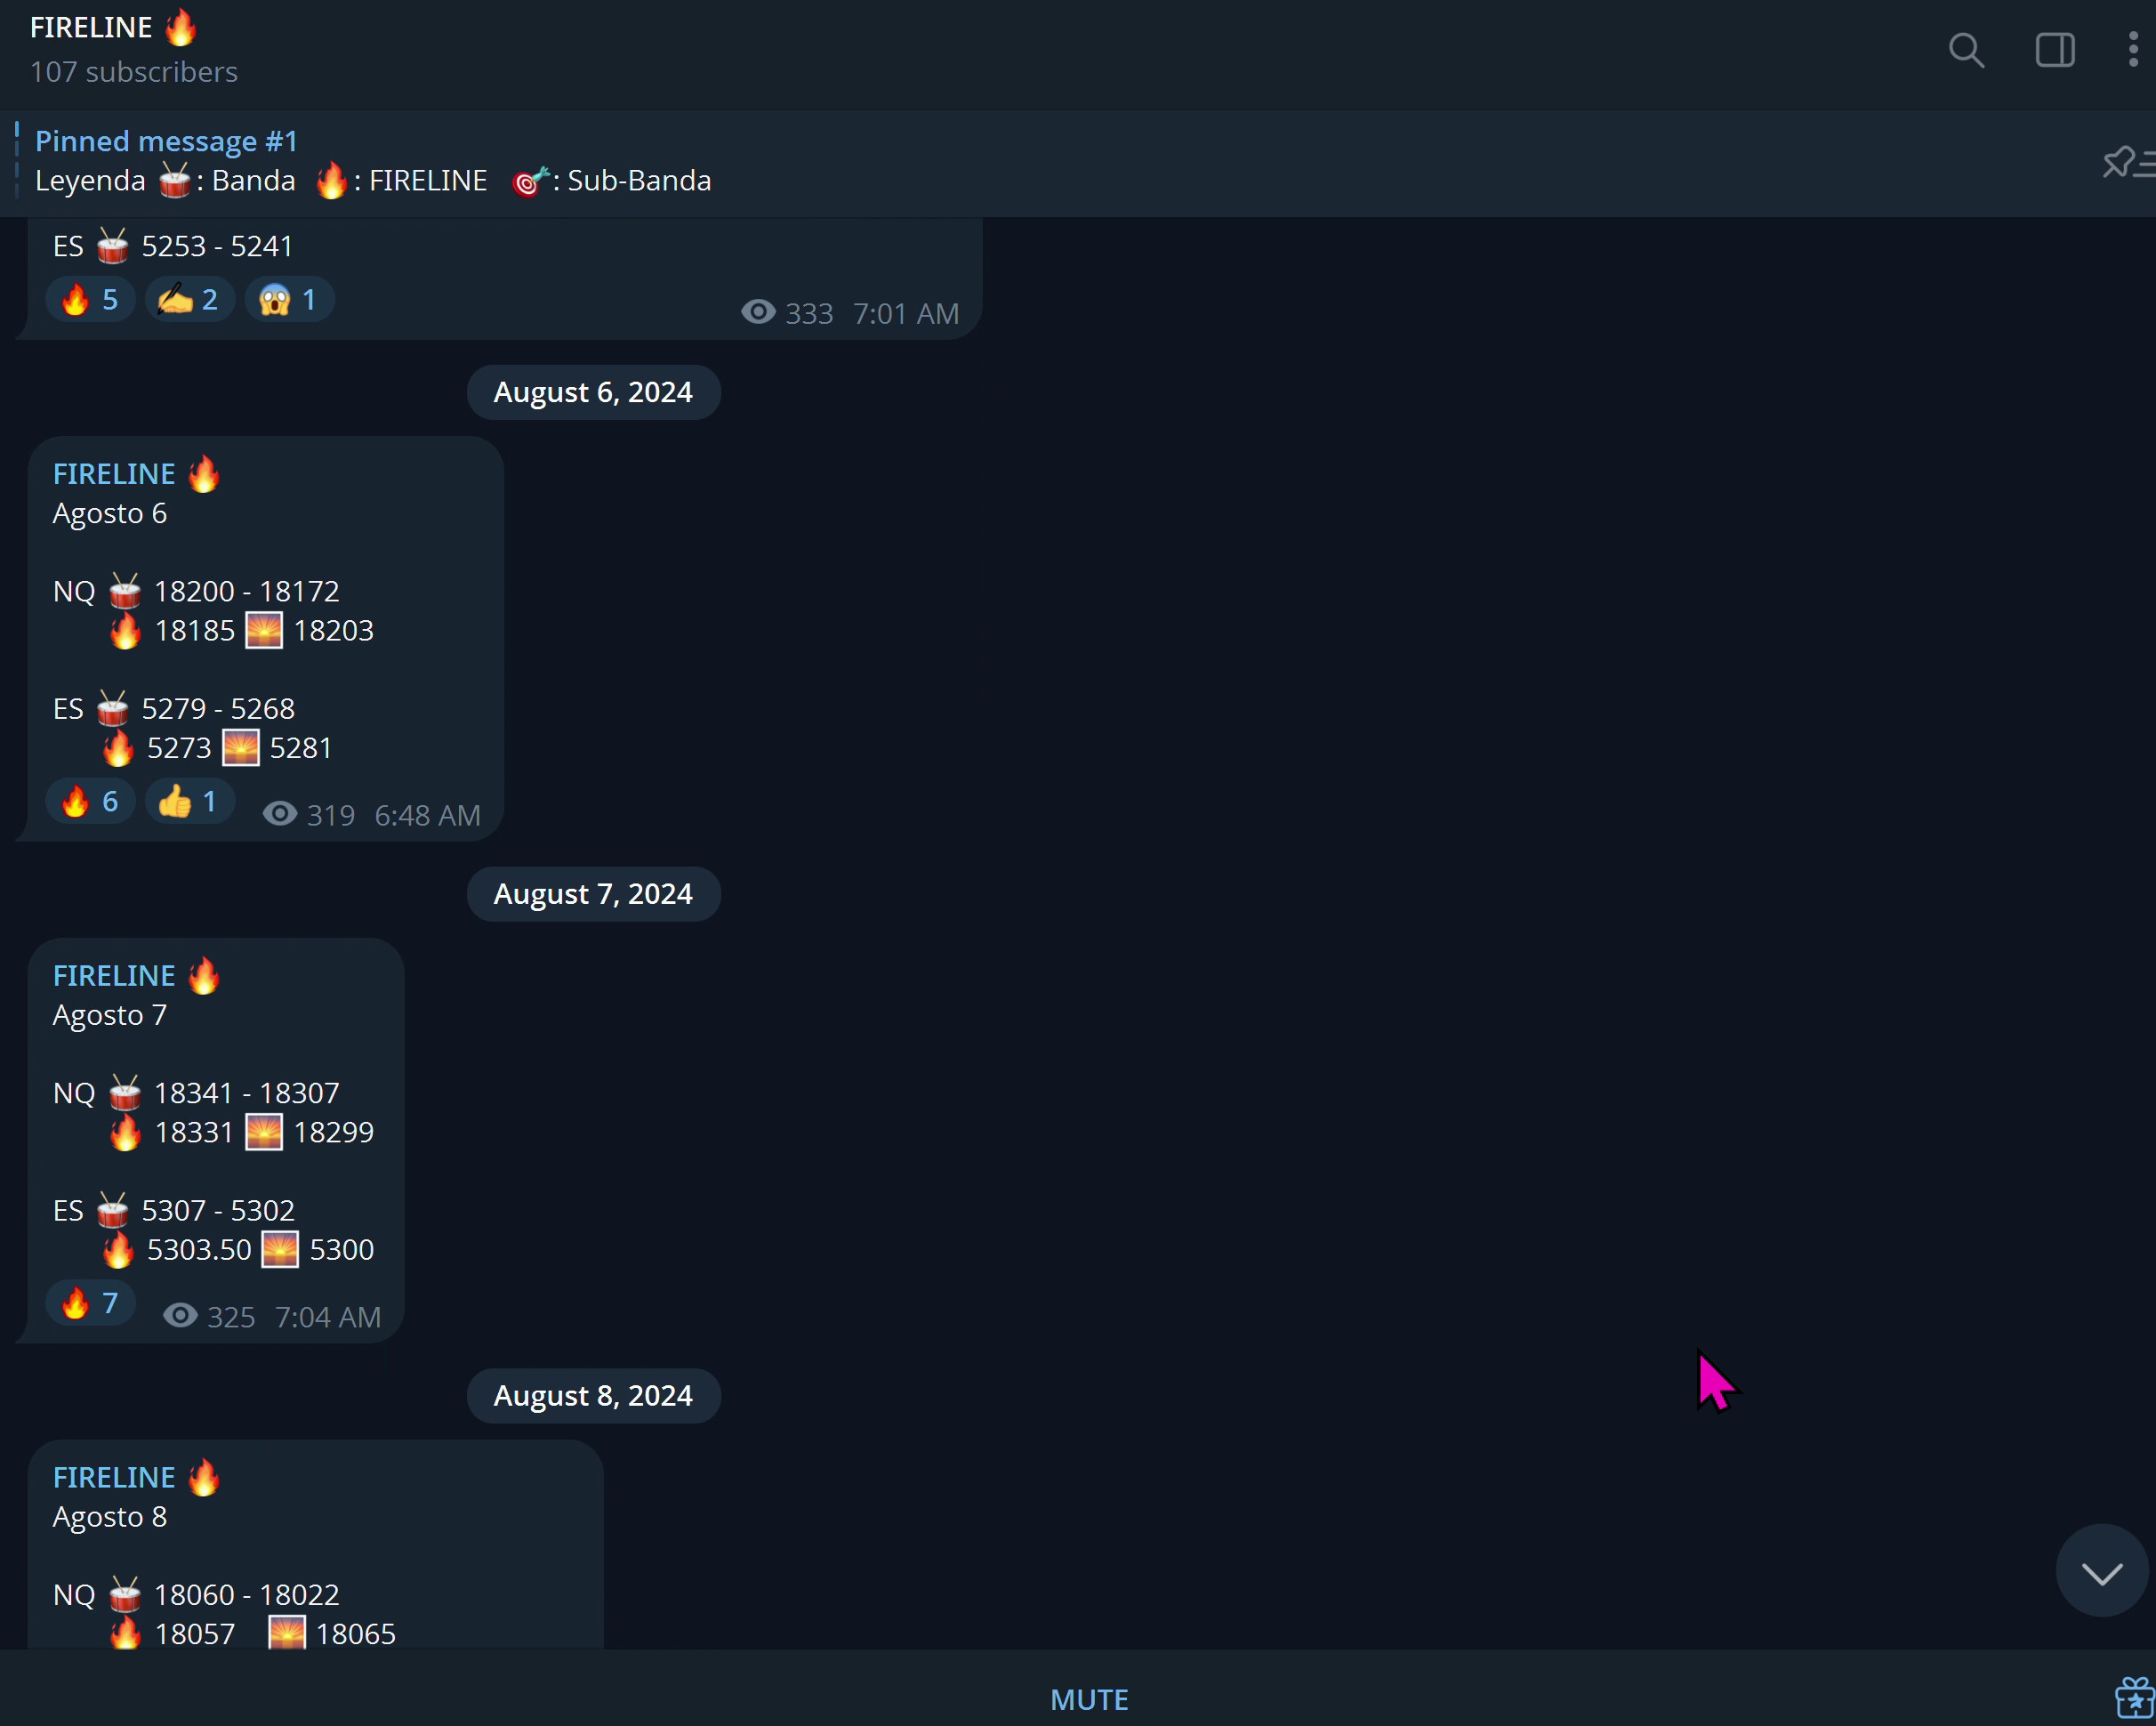 FIRELINE 🔥
107 subscribers
Pinned message #1
Leyenda 🥁: Banda 🔥: FIRELINE 🎯: Sub-Banda
ES 🥁 5253 - 5241
🔥 5 ✍ 2 😱 1 333 7:01 AM
August 6, 2024
FIRELINE 🔥
Agosto 6
NQ 🥁 18200 - 18172
🔥 18185 🌅 18203
ES 🥁 5279 - 5268
🔥 5273 🌅 5281
🔥 6 👍 1 319 6:48 AM
August 7, 2024
FIRELINE 🔥
Agosto 7
NQ 🥁 18341 - 18307
🔥 18331 🌅 18299
ES 🥁 5307 - 5302
🔥 5303.50 🌅 5300
🔥 7 325 7:04 AM
August 8, 2024
FIRELINE 🔥
Agosto 8
NQ 🥁 18060 - 18022
🔥 18057 🌅 18065
MUTE